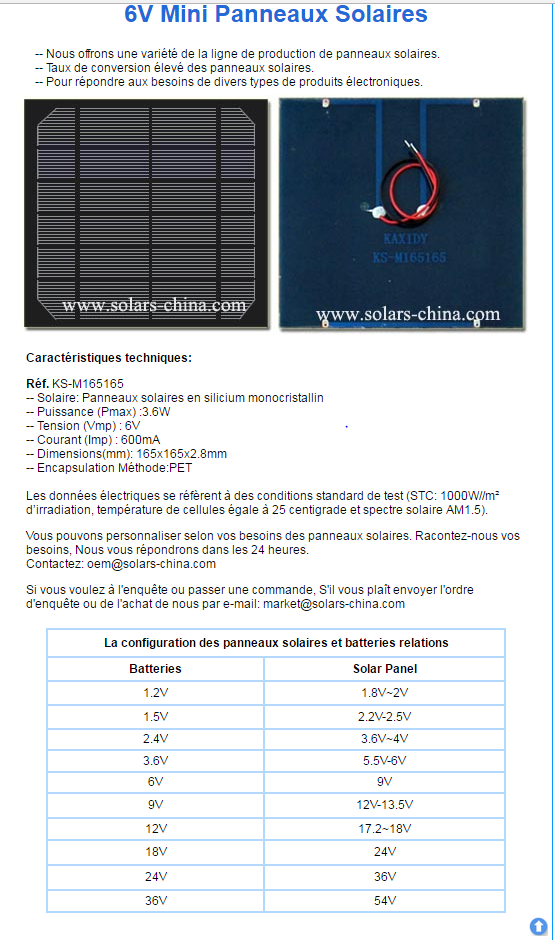 6V Mini Panneaux Solaires
-- Nous offrons une variété de la ligne de production de panneaux solaires.
-- Taux de conversion élevé des panneaux solaires.
-- Pour répondre aux besoins de divers types de produits électroniques.
www.solars-china.com
KAXIDY
KS-M165165
www.solars-china.com
Caractéristiques techniques:
Réf. KS-M165165
-- Solaire: Panneaux solaires en silicium monocristallin
-- Puissance (Pmax) :3.6W
-- Tension (Vmp) : 6V
-- Courant (Imp) : 600mA
-- Dimensions(mm): 165x165x2.8mm
-- Encapsulation Méthode:PET
Les données électriques se réfèrent à des conditions standard de test (STC: 1000W//m²
d'irradiation, température de cellules égale à 25 centigrade et spectre solaire AM1.5).
Vous pouvons personnaliser selon vos besoins des panneaux solaires. Racontez-nous vos
besoins, Nous vous répondrons dans les 24 heures.
Contactez: oem@solars-china.com
Si vous voulez à l'enquête ou passer une commande, S'il vous plaît envoyer l'ordre
d'enquête ou de l'achat de nous par e-mail: market@solars-china.com
La configuration des panneaux solaires et batteries relations
Batteries Solar Panel
1.2V 1.8V~2V
1.5V 2.2V-2.5V
2.4V 3.6V~4V
3.6V 5.5V-6V
6V 9V
9V 12V-13.5V
12V 17.2~18V
18V 24V
24V 36V
36V 54V